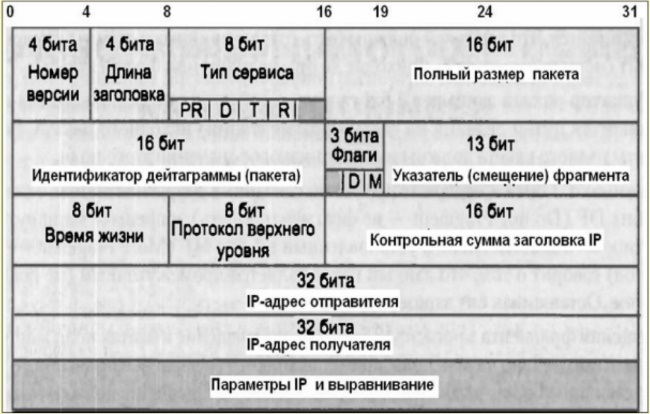 0 4 8 16 19 24 31
4 бита 4 бита 8 бит 16 бит
Номер Длина Тип сервиса Полный размер пакета
версии заголовка
PR D T R
16 бит 3 бита 13 бит
Идентификатор дейтаграммы (пакета) Флаги Указатель (смещение) фрагмента
D M
8 бит 8 бит 16 бит
Время жизни Протокол верхнего Контрольная сумма заголовка IP
уровня
32 бита
IP-адрес отправителя
32 бита
IP-адрес получателя
Параметры IP и выравнивание